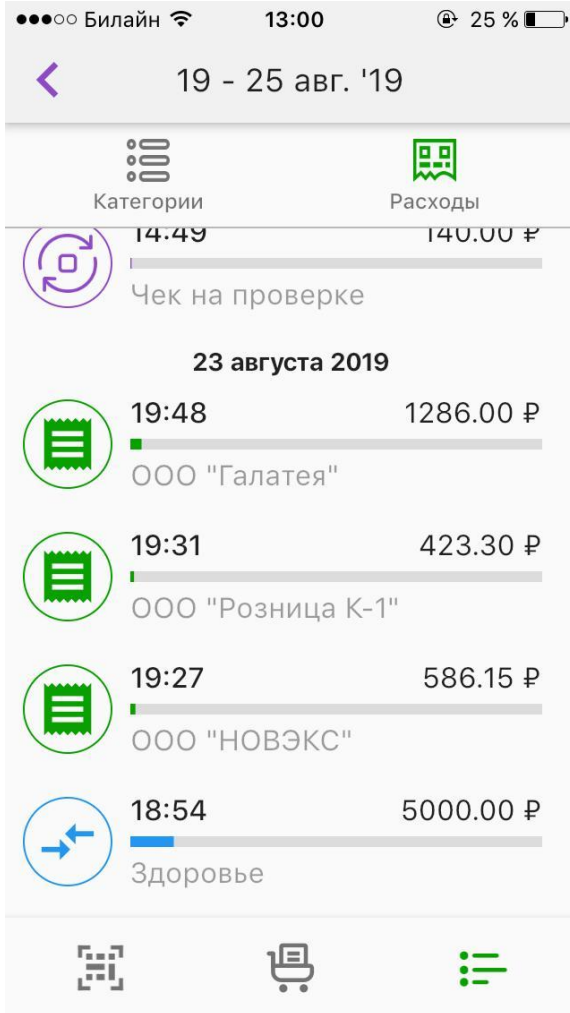 Билайн 13:00 25 %
19 - 25 авг. '19
Категории Расходы
14:49 140.00 ₽
Чек на проверке
23 августа 2019
19:48 1286.00 ₽
ООО "Галатея"
19:31 423.30 ₽
ООО "Розница К-1"
19:27 586.15 ₽
ООО "НОВЭКС"
18:54 5000.00 ₽
Здоровье